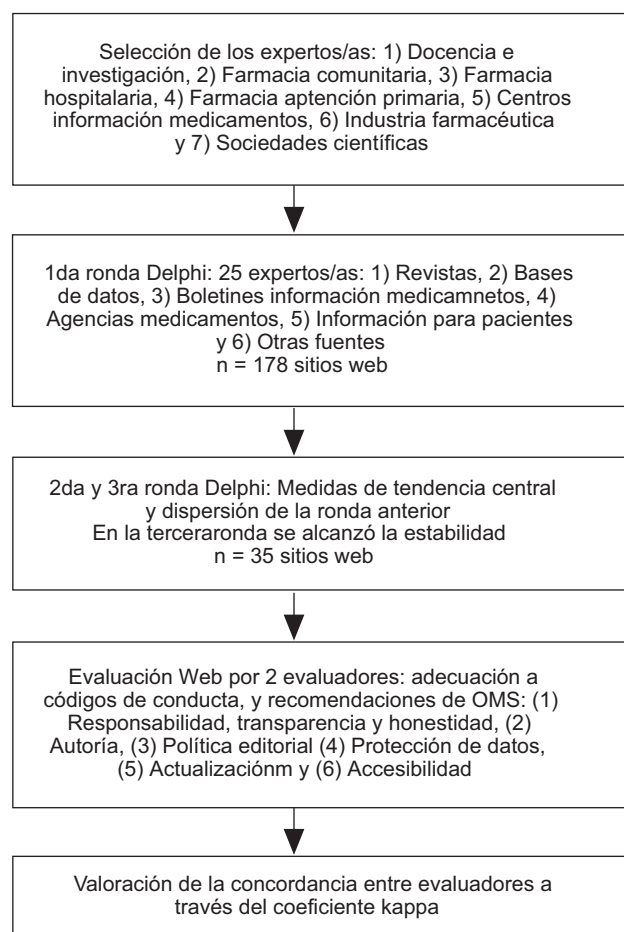 Selección de los expertos/as: 1) Docencia e
investigación, 2) Farmacia comunitaria, 3) Farmacia
hospitalaria, 4) Farmacia aptención primaria, 5) Centros
información medicamentos, 6) Industria farmacéutica
y 7) Sociedades científicas
1da ronda Delphi: 25 expertos/as: 1) Revistas, 2) Bases
de datos, 3) Boletines información medicamnetos, 4)
Agencias medicamentos, 5) Información para pacientes
y 6) Otras fuentes
n = 178 sitios web
2da y 3ra ronda Delphi: Medidas de tendencia central
y dispersión de la ronda anterior
En la terceraronda se alcanzó la estabilidad
n = 35 sitios web
Evaluación Web por 2 evaluadores: adecuación a
códigos de conducta, y recomendaciones de OMS: (1)
Responsabilidad, transparencia y honestidad, (2)
Autoría, (3) Política editorial (4) Protección de datos,
(5) Actualizaciónm y (6) Accesibilidad
Valoración de la concordancia entre evaluadores a
través del coeficiente kappa